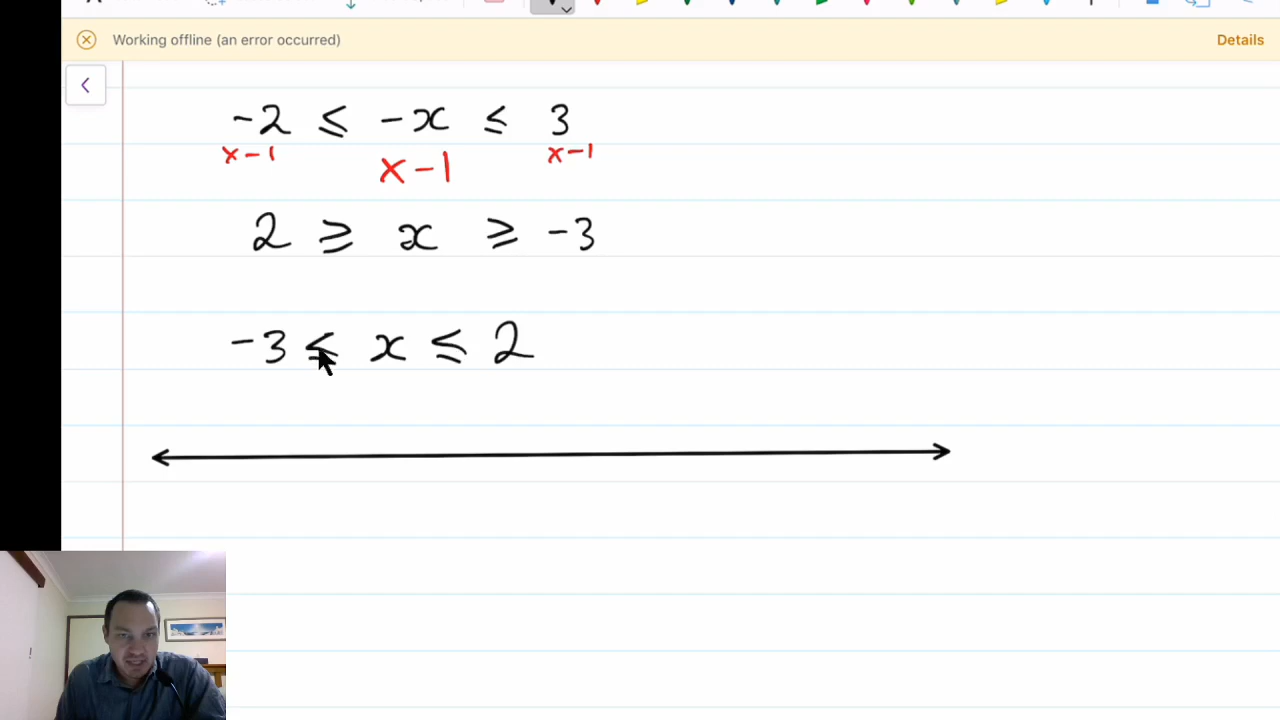 Working offline (an error occurred) Details
-2 ≤ -x ≤ 3
×-1 ×-1 ×-1
2 ≥ x ≥ -3
-3 ≤ x ≤ 2